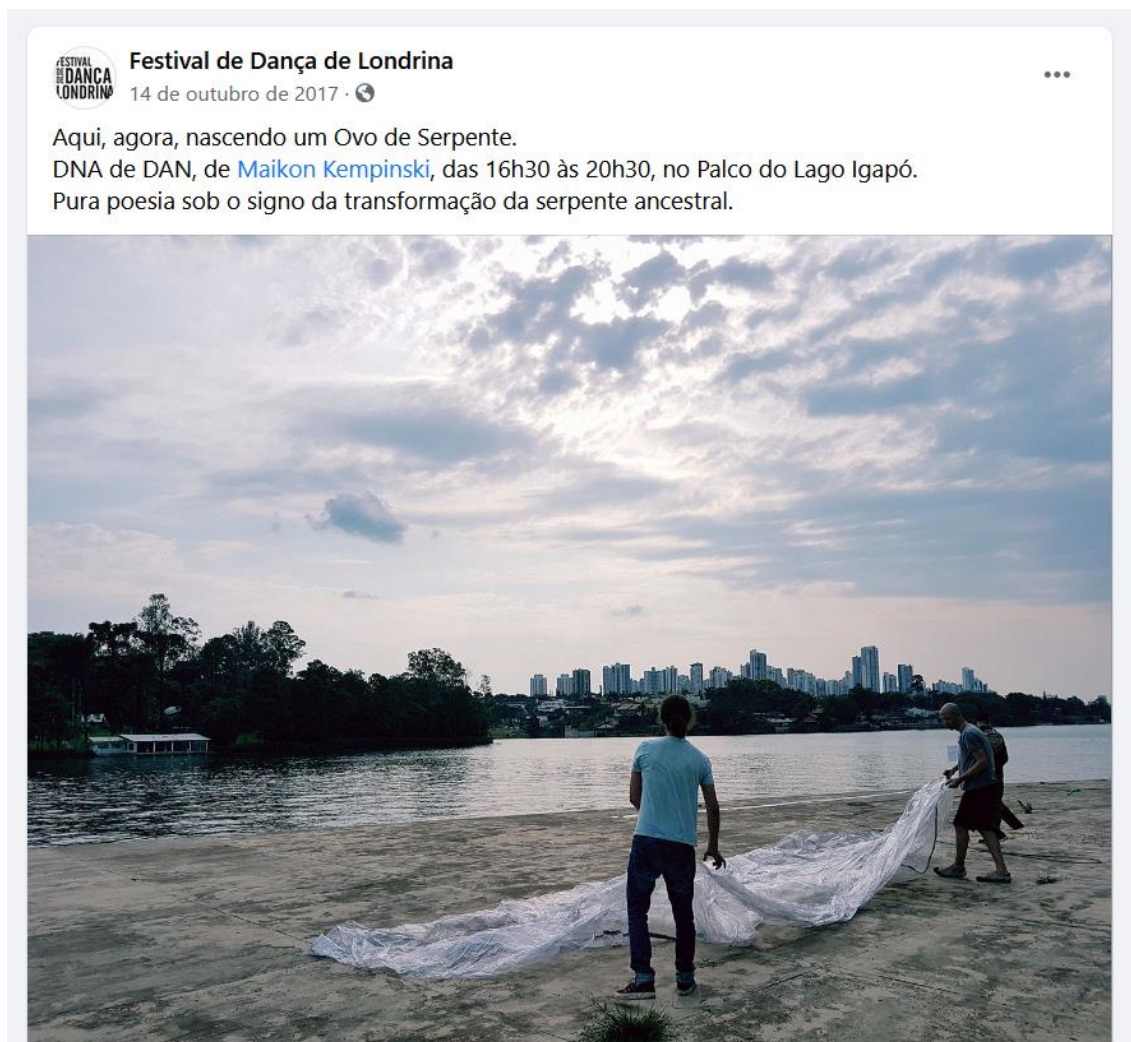 FESTIVAL
DE DANÇA
DE LONDRINA
Festival de Dança de Londrina
14 de outubro de 2017 ·
Aqui, agora, nascendo um Ovo de Serpente.
DNA de DAN, de Maikon Kempinski, das 16h30 às 20h30, no Palco do Lago Igapó.
Pura poesia sob o signo da transformação da serpente ancestral.